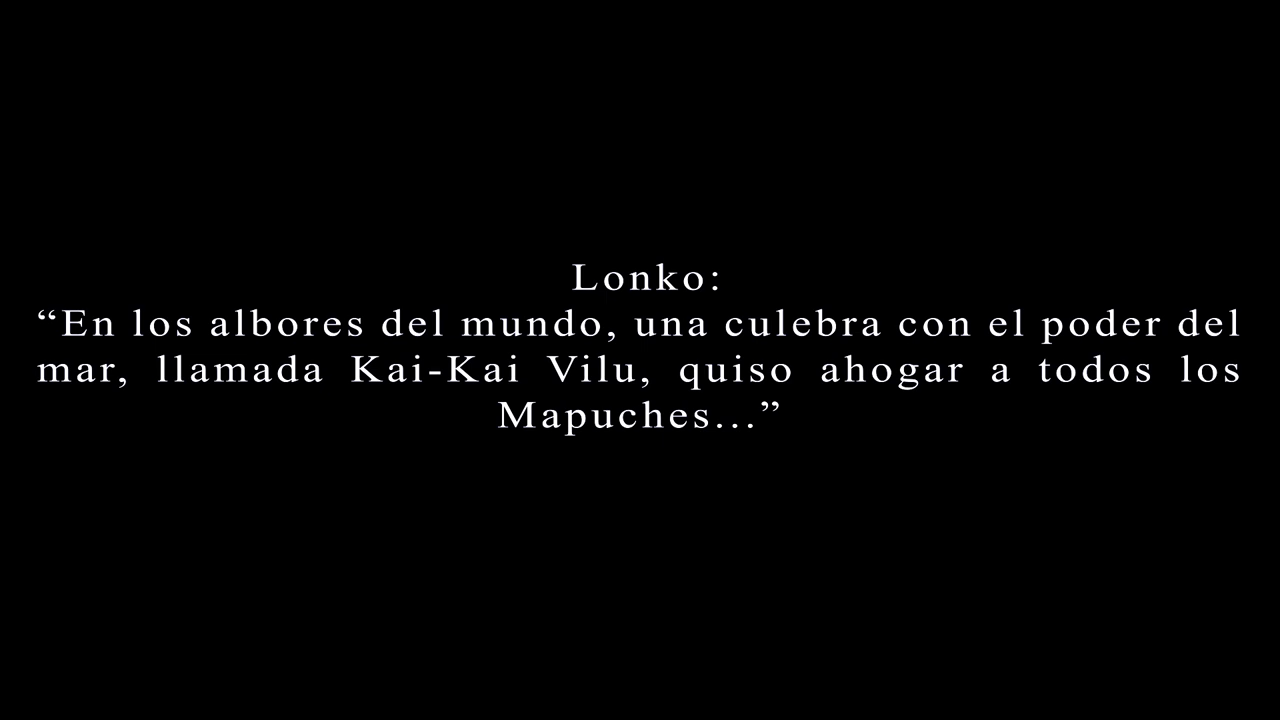 Lonko:
“En los albores del mundo, una culebra con el poder del
mar, llamada Kai-Kai Vilu, quiso ahogar a todos los
Mapuches...”